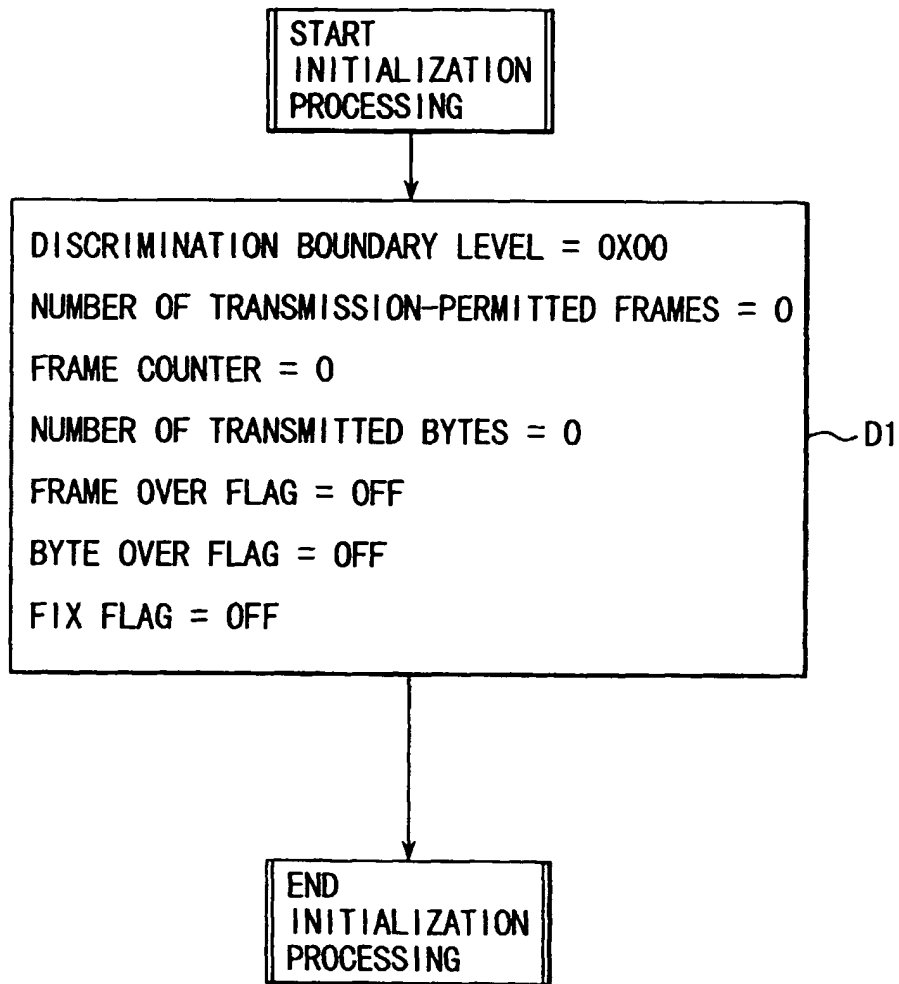 START
INITIALIZATION
PROCESSING
DISCRIMINATION BOUNDARY LEVEL = 0X00
NUMBER OF TRANSMISSION-PERMITTED FRAMES = 0
FRAME COUNTER = 0
NUMBER OF TRANSMITTED BYTES = 0
D1
FRAME OVER FLAG = OFF
BYTE OVER FLAG = OFF
FIX FLAG = OFF
END
INITIALIZATION
PROCESSING